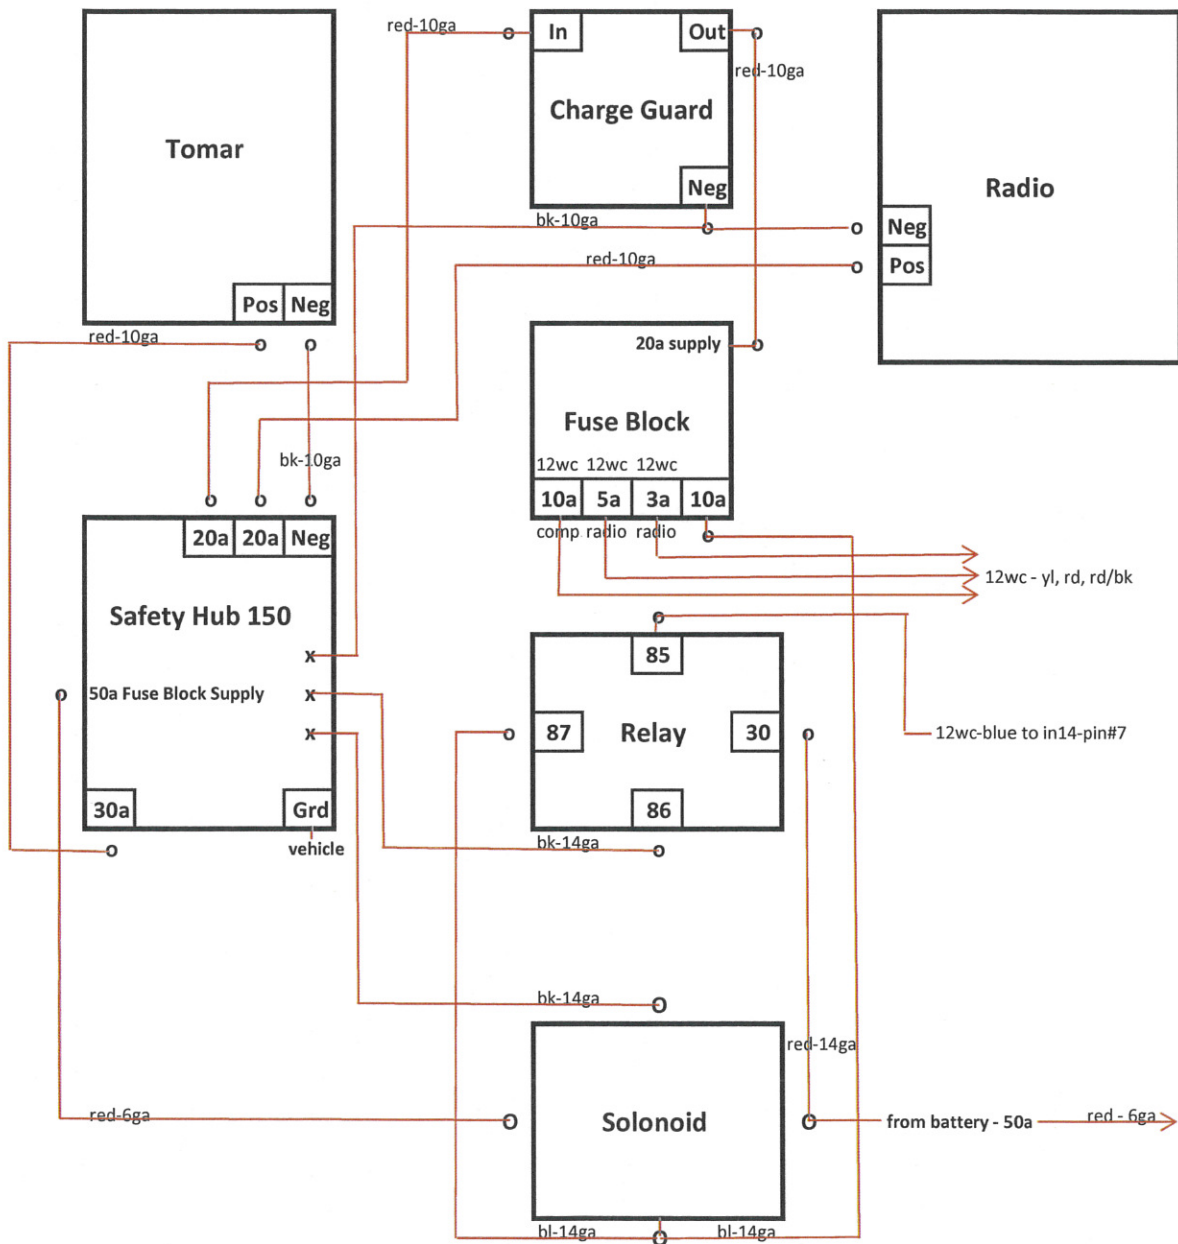 red-10ga
In
Out
red-10ga
Charge Guard
Tomar
Neg
Radio
bk-10ga
Neg
red-10ga
Pos
Pos
Neg
red-10ga
20a supply
Fuse Block
bk-10ga
12wc 12wc 12wc
10a 5a 3a 10a
comp. radio radio
20a 20a Neg
12wc - yl, rd, rd/bk
Safety Hub 150
85
50a Fuse Block Supply
x
x
x
87
Relay
30
12wc-blue to in14-pin#7
30a
Grd
86
vehicle
bk-14ga
bk-14ga
red-14ga
red-6ga
Solonoid
from battery - 50a
red - 6ga
bl-14ga
bl-14ga